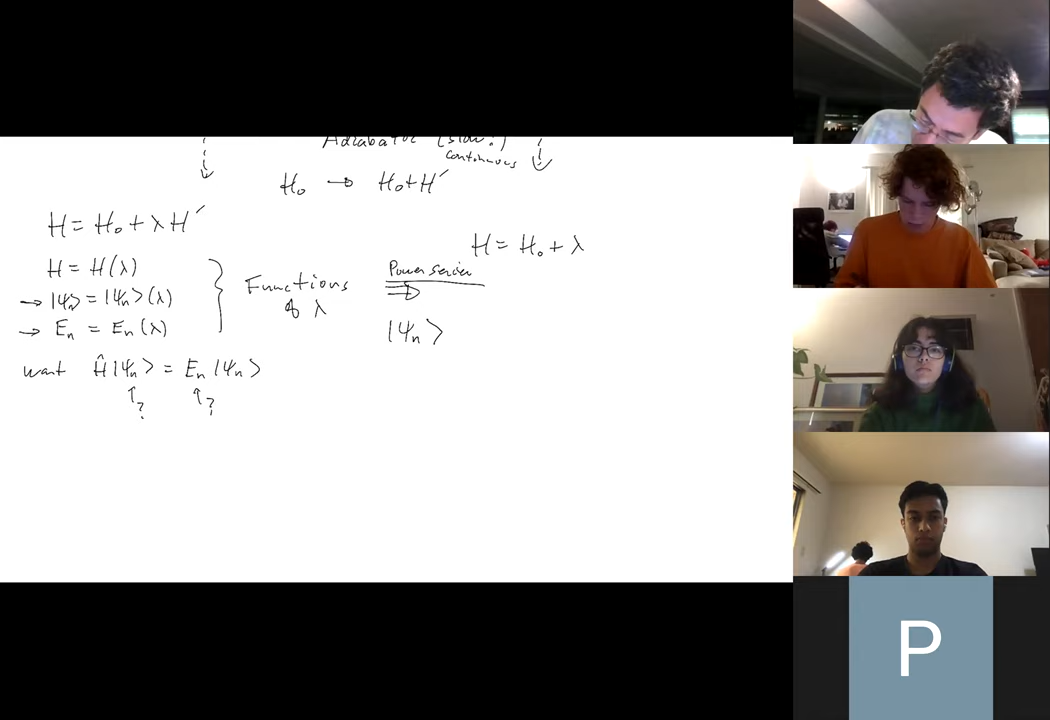 Adiabatic (slow?)
continuous
H₀ → H₀+H′
H = H₀ + λH′
H = H(λ)
→ |ψₙ> = |ψₙ>(λ)
→ Eₙ = Eₙ(λ)
want Ĥ|ψₙ> = Eₙ|ψₙ>
↑? ↑?
Functions
of λ
Power series
⇒
H = H₀ + λ
|ψₙ>
P